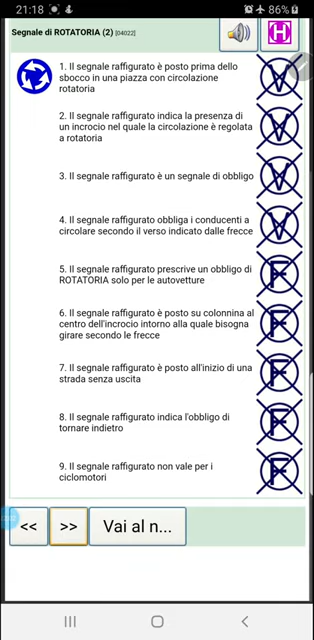 21:18
86%
Segnale di ROTATORIA (2) [04022]
H
1. Il segnale raffigurato è posto prima dello
sbocco in una piazza con circolazione
rotatoria
V
2. Il segnale raffigurato indica la presenza di
un incrocio nel quale la circolazione è regolata
a rotatoria
V
3. Il segnale raffigurato è un segnale di obbligo
V
4. Il segnale raffigurato obbliga i conducenti a
circolare secondo il verso indicato dalle frecce
V
5. Il segnale raffigurato prescrive un obbligo di
ROTATORIA solo per le autovetture
F
6. Il segnale raffigurato è posto su colonnina al
centro dell'incrocio intorno alla quale bisogna
girare secondo le frecce
F
7. Il segnale raffigurato è posto all'inizio di una
strada senza uscita
F
8. Il segnale raffigurato indica l'obbligo di
tornare indietro
F
9. Il segnale raffigurato non vale per i
ciclomotori
F
<< >> Vai al n...